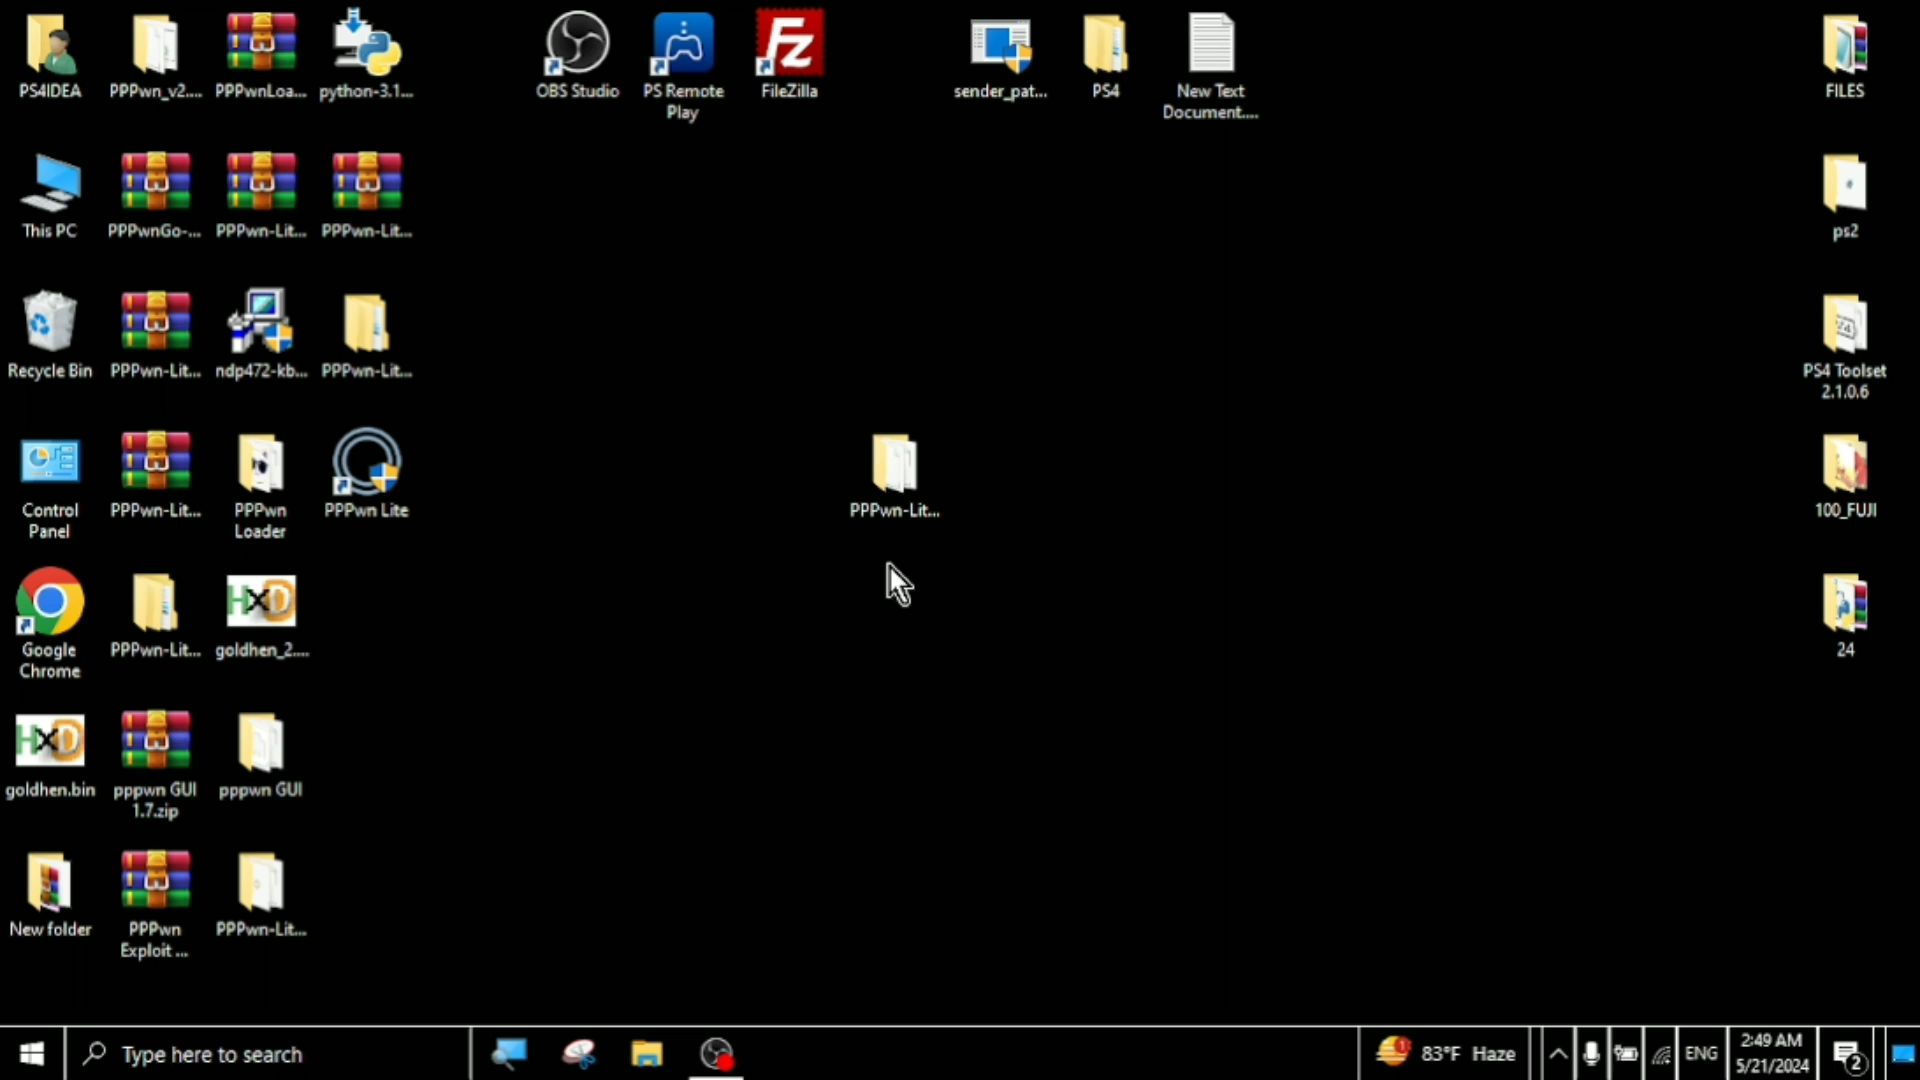 PS4IDEA
PPPwn_v2....
PPPwnLoa...
python-3.1...
OBS Studio
PS Remote
Play
FileZilla
sender_pat...
PS4
New Text
Document....
FILES
This PC
PPPwnGo-...
PPPwn-Lit...
PPPwn-Lit...
ps2
Recycle Bin
PPPwn-Lit...
ndp472-kb...
PPPwn-Lit...
PS4 Toolset
2.1.0.6
Control
Panel
PPPwn-Lit...
PPPwn
Loader
PPPwn Lite
PPPwn-Lit...
100_FUJI
Google
Chrome
PPPwn-Lit...
HxD
goldhen_2....
24
HxD
goldhen.bin
pppwn GUI
1.7.zip
pppwn GUI
New folder
PPPwn
Exploit ...
PPPwn-Lit...
Type here to search
1
83°F Haze
ENG
2:49 AM
5/21/2024
2